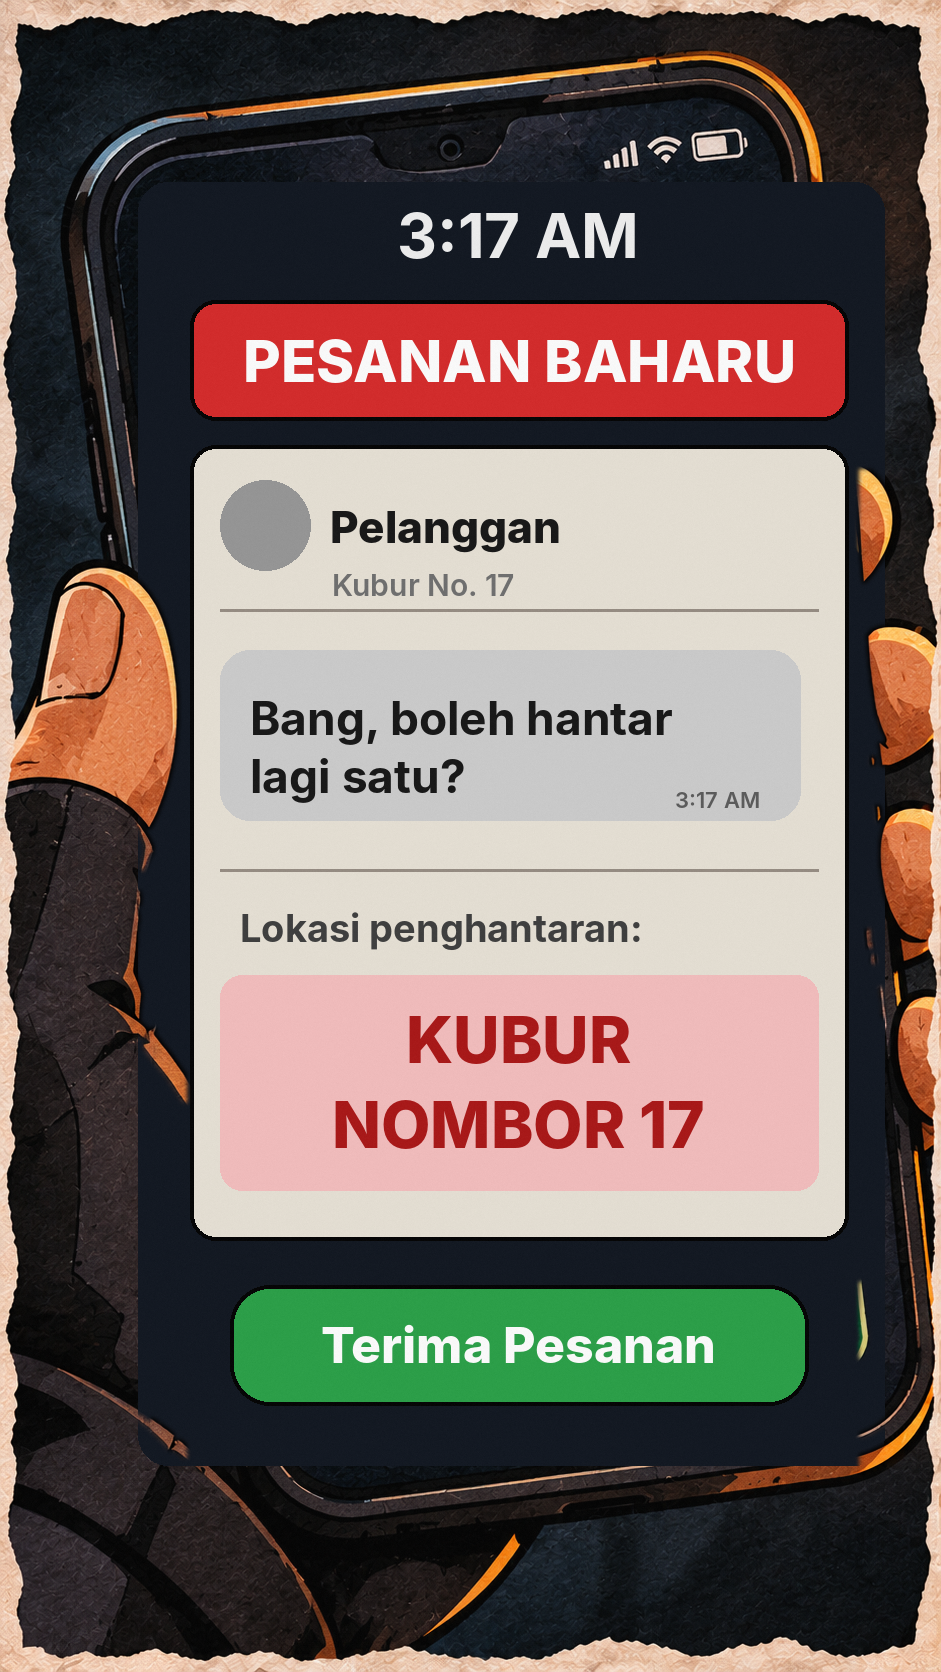 3:17 AM
PESANAN BAHARU
Pelanggan
Kubur No. 17
Bang, boleh hantar
lagi satu?
3:17 AM
Lokasi penghantaran:
KUBUR
NOMBOR 17
Terima Pesanan